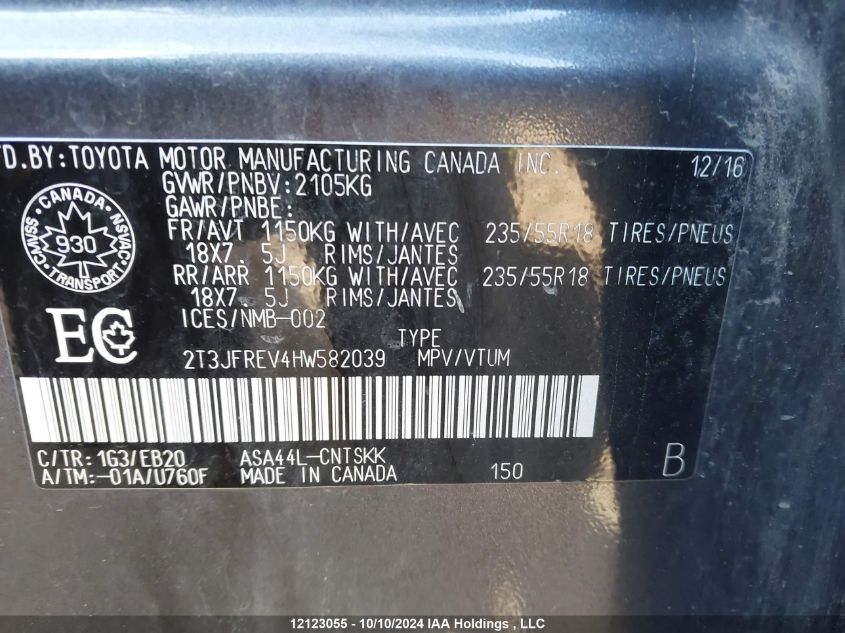 TD.BY:TOYOTA MOTOR MANUFACTURING CANADA INC. 12/16
GVWR/PNBV:2105KG
GAWR/PNBE:
FR/AVT 1150KG WITH/AVEC 235/55R18 TIRES/PNEUS
18X7.5J RIMS/JANTES
RR/ARR 1150KG WITH/AVEC 235/55R18 TIRES/PNEUS
18X7.5J RIMS/JANTES
ICES/NMB-002
CANADA
CMVSS 930 NSVAC
TRANSPORT
EC
TYPE
2T3JFREV4HW582039 MPV/VTUM
C/TR: 1G3/EB20 ASA44L-CNTSKK
A/TM:-01A/U760F MADE IN CANADA 150 B
12123055 - 10/10/2024 IAA Holdings , LLC